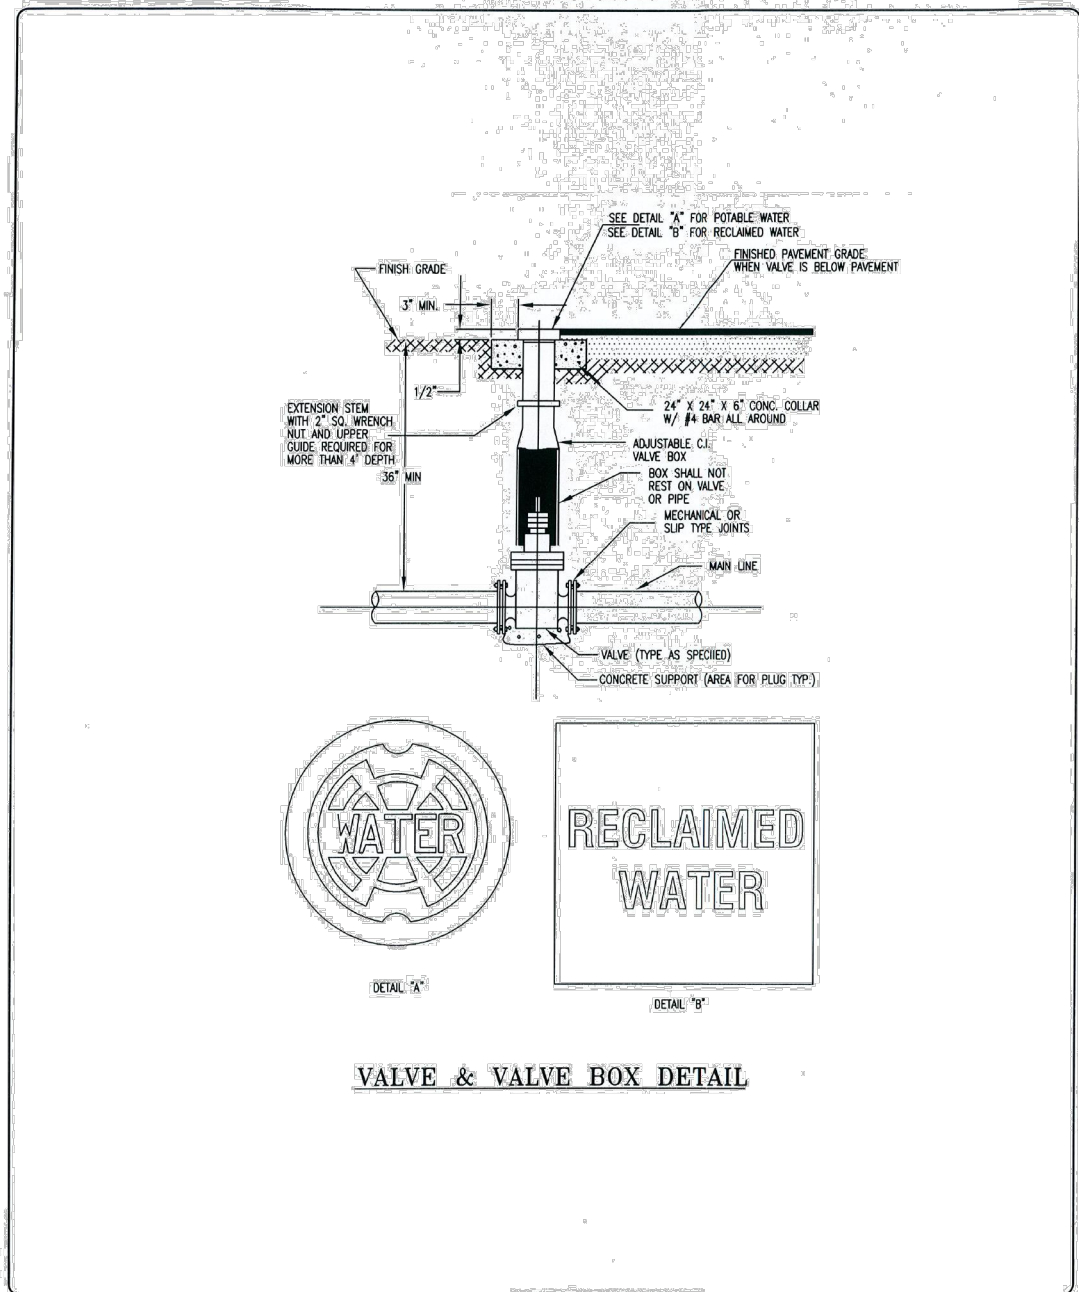 SEE DETAIL "A" FOR POTABLE WATER
SEE DETAIL "B" FOR RECLAIMED WATER
FINISHED PAVEMENT GRADE
WHEN VALVE IS BELOW PAVEMENT
FINISH GRADE
3" MIN.
1/2"
24" X 24" X 6" CONC. COLLAR
W/ #4 BAR ALL AROUND
EXTENSION STEM
WITH 2" SQ. WRENCH
NUT AND UPPER
GUIDE REQUIRED FOR
MORE THAN 4' DEPTH
36" MIN
ADJUSTABLE C.I.
VALVE BOX
BOX SHALL NOT
REST ON VALVE
OR PIPE
MECHANICAL OR
SLIP TYPE JOINTS
MAIN LINE
VALVE (TYPE AS SPECIIED)
CONCRETE SUPPORT (AREA FOR PLUG TYP.)
WATER
RECLAIMED
WATER
DETAIL "A"
DETAIL "B"
VALVE & VALVE BOX DETAIL